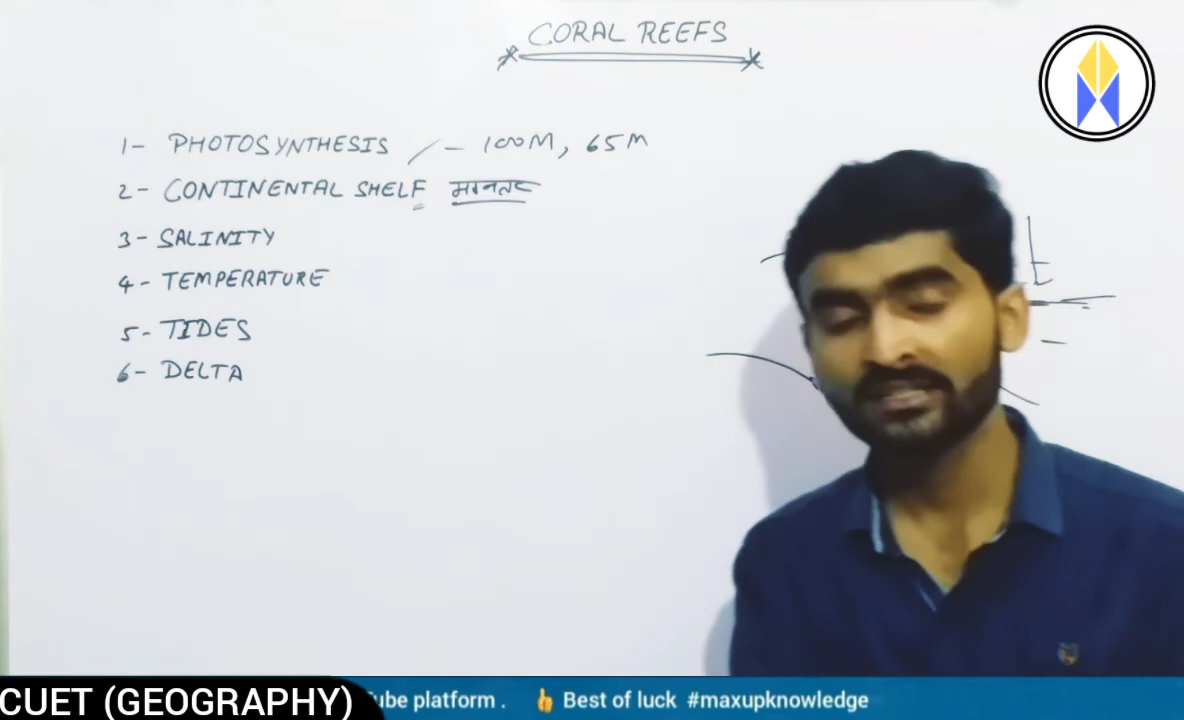 CORAL REEFS
1- PHOTOSYNTHESIS - 100M, 65M
2- CONTINENTAL SHELF
3- SALINITY
4- TEMPERATURE
5- TIDES
6- DELTA
CUET (GEOGRAPHY) ube platform . 👍 Best of luck #maxupknowledge